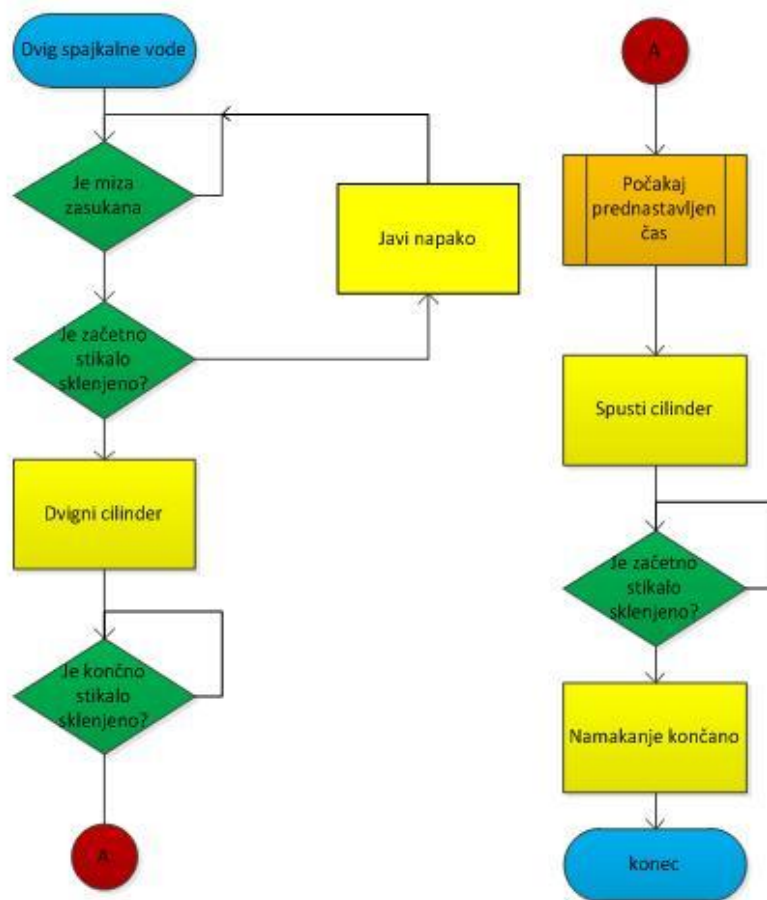 Dvig spajkalne vode
Je miza
zasukana
Javi napako
Je začetno
stikalo
sklenjeno?
Dvigni cilinder
Je končno
stikalo
sklenjeno?
A
A
Počakaj
prednastavljen
čas
Spusti cilinder
Je začetno
stikalo
sklenjeno?
Namakanje končano
konec